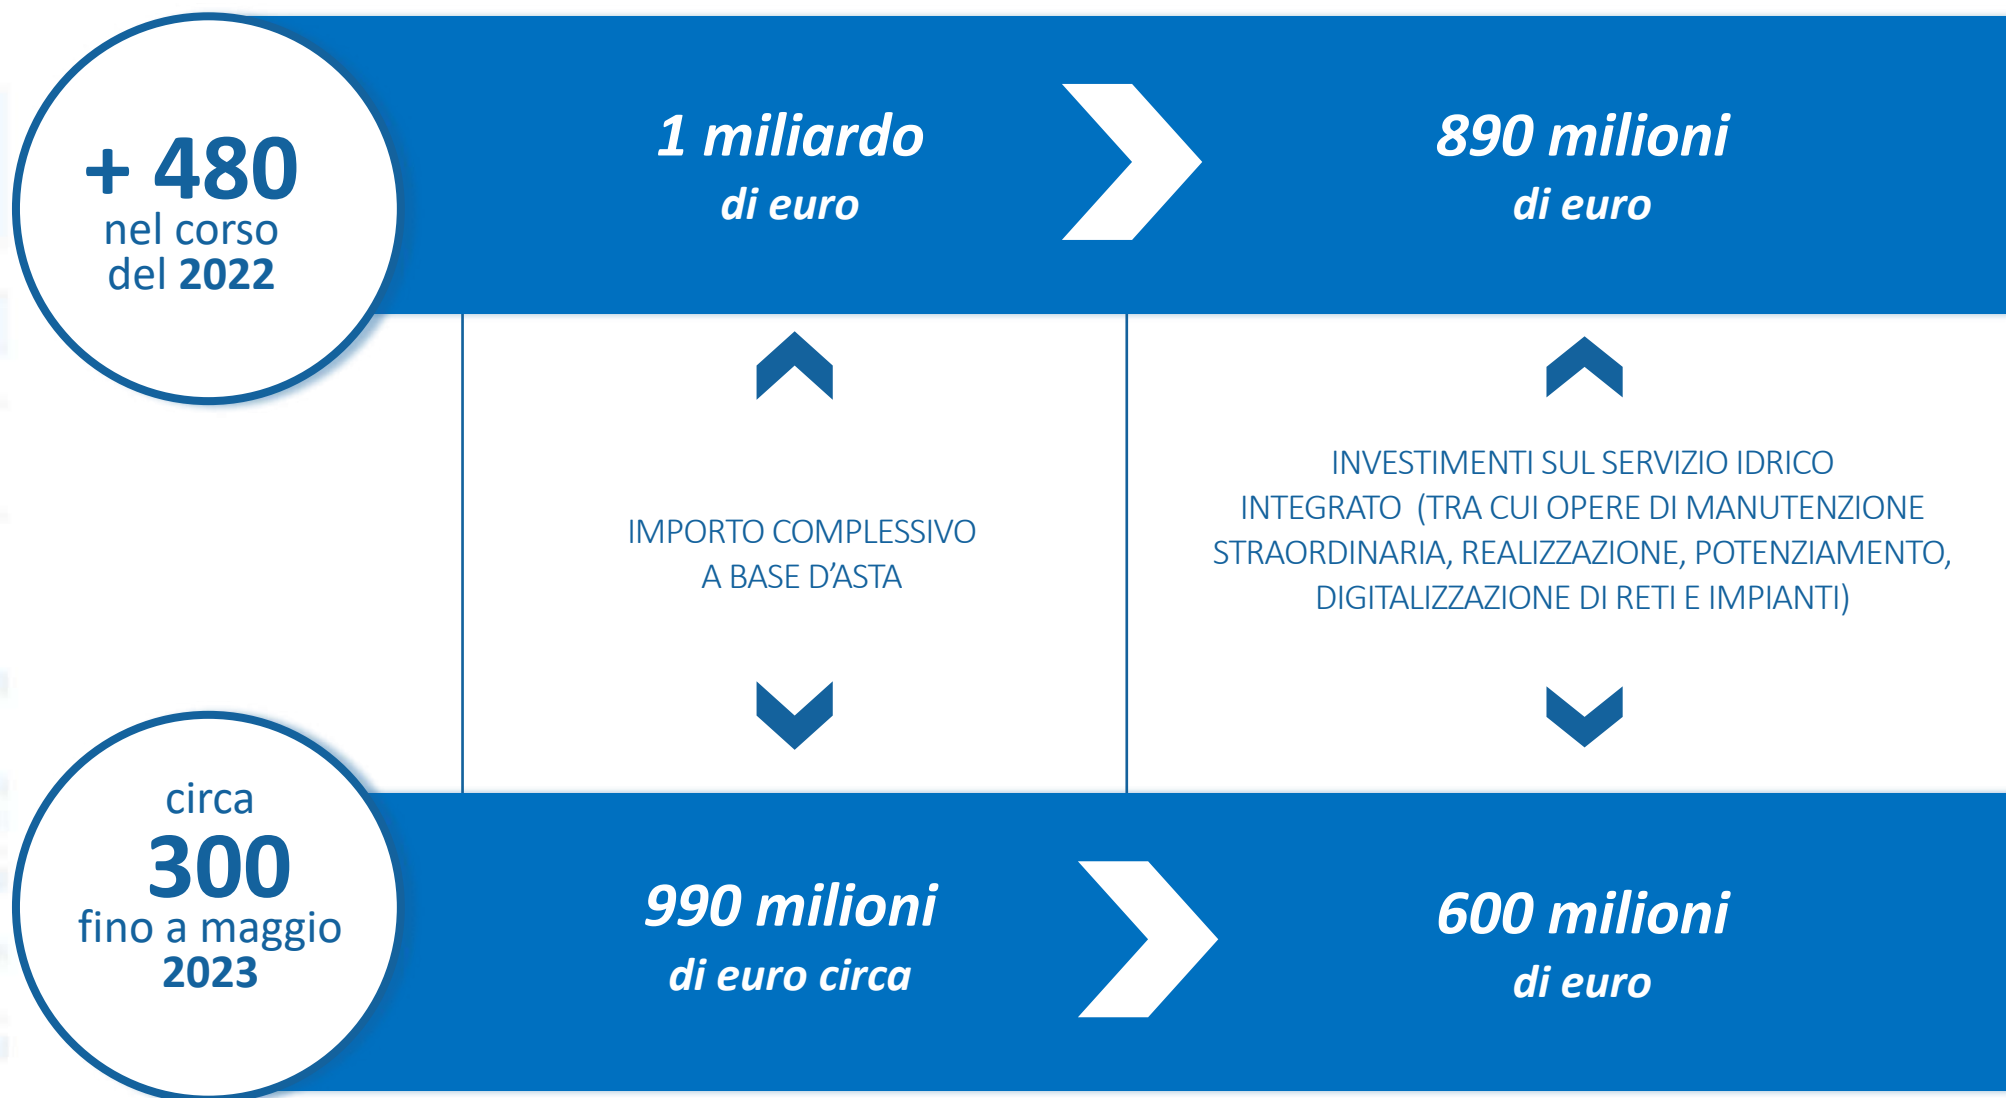 + 480
nel corso
del 2022
1 miliardo
di euro
890 milioni
di euro
IMPORTO COMPLESSIVO
A BASE D’ASTA
INVESTIMENTI SUL SERVIZIO IDRICO
INTEGRATO (TRA CUI OPERE DI MANUTENZIONE
STRAORDINARIA, REALIZZAZIONE, POTENZIAMENTO,
DIGITALIZZAZIONE DI RETI E IMPIANTI)
circa
300
fino a maggio
2023
990 milioni
di euro circa
600 milioni
di euro